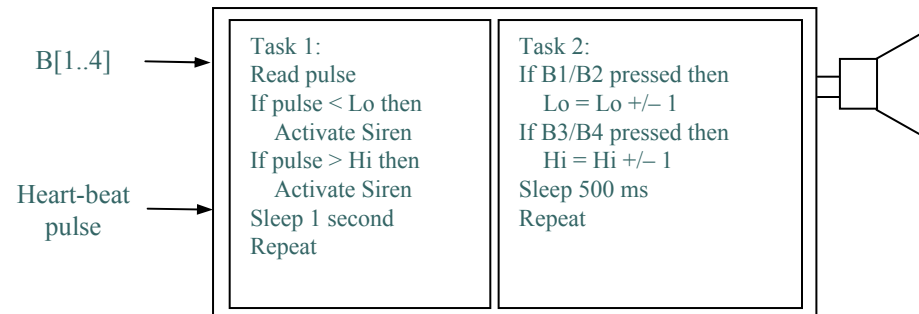 B[1..4]
Heart-beat
pulse
Task 1:
Read pulse
If pulse < Lo then
Activate Siren
If pulse > Hi then
Activate Siren
Sleep 1 second
Repeat
Task 2:
If B1/B2 pressed then
Lo = Lo +/– 1
If B3/B4 pressed then
Hi = Hi +/– 1
Sleep 500 ms
Repeat